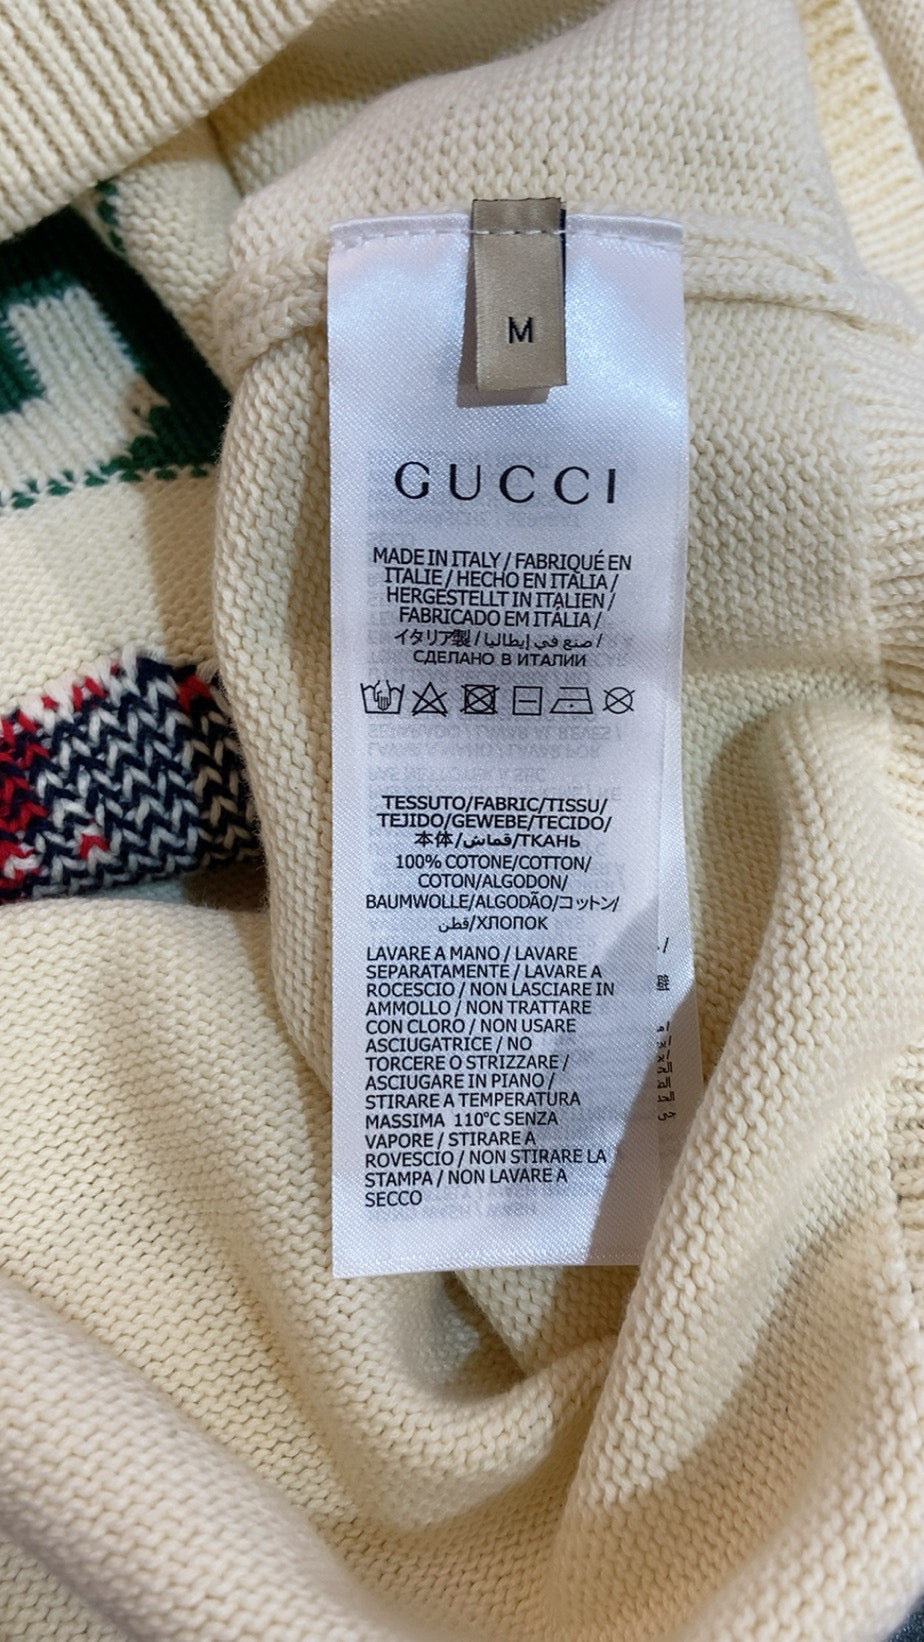 M
GUCCI
MADE IN ITALY / FABRIQUÉ EN
ITALIE / HECHO EN ITALIA /
HERGESTELLT IN ITALIEN /
FABRICADO EM ITÁLIA /
イタリア製 / صنع في إيطاليا /
СДЕЛАНО В ИТАЛИИ
TESSUTO/FABRIC/TISSU/
TEJIDO/GEWEBE/TECIDO/
本体/قماش/ТКАНЬ
100% COTONE/COTTON/
COTON/ALGODON/
BAUMWOLLE/ALGODÃO/コットン/
قطن/ХЛОПОК
LAVARE A MANO / LAVARE
SEPARATAMENTE / LAVARE A
ROCESCIO / NON LASCIARE IN
AMMOLLO / NON TRATTARE
CON CLORO / NON USARE
ASCIUGATRICE / NO
TORCERE O STRIZZARE /
ASCIUGARE IN PIANO /
STIRARE A TEMPERATURA
MASSIMA 110°C SENZA
VAPORE / STIRARE A
ROVESCIO / NON STIRARE LA
STAMPA / NON LAVARE A
SECCO